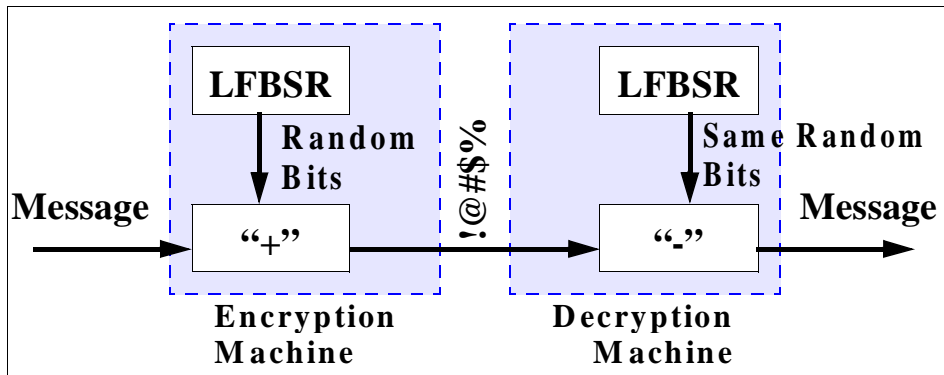 LFBSR
Random
Bits
Message
“+”
Encryption
Machine
!@#$%
LFBSR
Same Random
Bits
“-”
Message
Decryption
Machine